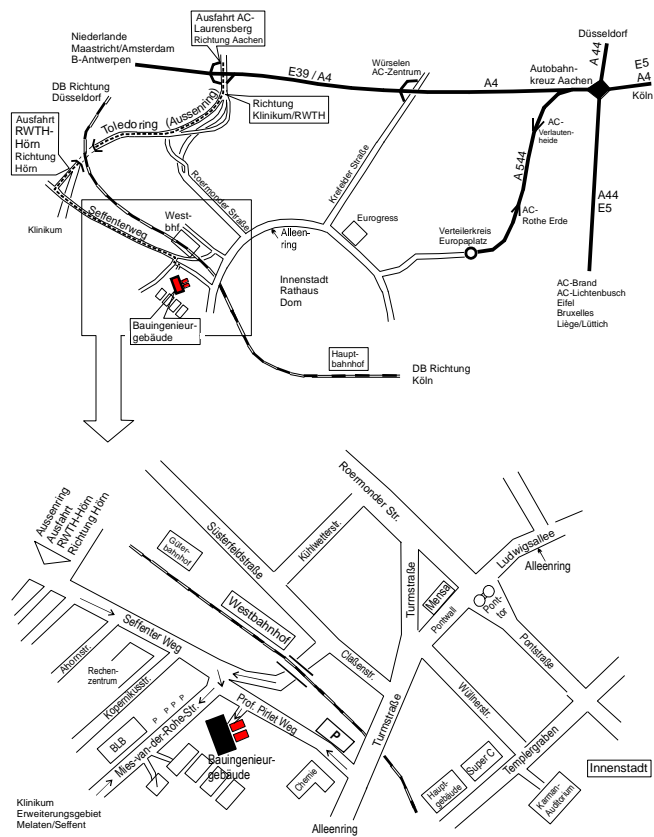 Ausfahrt AC-
Laurensberg
Richtung Aachen
Niederlande
Maastricht/Amsterdam
B-Antwerpen
E39 / A4
Würselen
AC-Zentrum
A4
Autobahn-
kreuz Aachen
Düsseldorf
A 44
E5
A4
Köln
DB Richtung
Düsseldorf
Toledoring
(Aussenring)
Richtung
Klinikum/RWTH
Ausfahrt
RWTH-
Hörn
Richtung
Hörn
AC-
Verlauten-
heide
A 544
Krefelder Straße
Roermonder Straße
A44
E5
Klinikum
Seffenterweg
West-
bhf.
Alleen-
ring
Eurogress
Verteilerkreis
Europaplatz
AC-
Rothe Erde
Innenstadt
Rathaus
Dom
AC-Brand
AC-Lichtenbusch
Eifel
Bruxelles
Liège/Lüttich
Bauingenieur-
gebäude
Haupt-
bahnhof
DB Richtung
Köln
Aussenring
Ausfahrt
RWTH-Hörn
Richtung Hörn
Roermonder Str.
Süsterfeldstraße
Kühlwetterstr.
Güter-
bahnhof
Ludwigsallee
Alleenring
Turmstraße
Mensa
Pontwall
Pont-
tor
Westbahnhof
Seffenter Weg
Pontstraße
Ahornstr.
Rechen-
zentrum
Claßenstr.
Kopernikusstr.
Wüllnerstr.
P P P P
Prof. Pirlet Weg
P
Turmstraße
BLB
Mies-van-der-Rohe-Str.
Bauingenieur-
gebäude
Templergraben
Super C
Innenstadt
Chemie
Haupt-
gebäude
Karman-
Auditorium
Klinikum
Erweiterungsgebiet
Melaten/Seffent
Alleenring